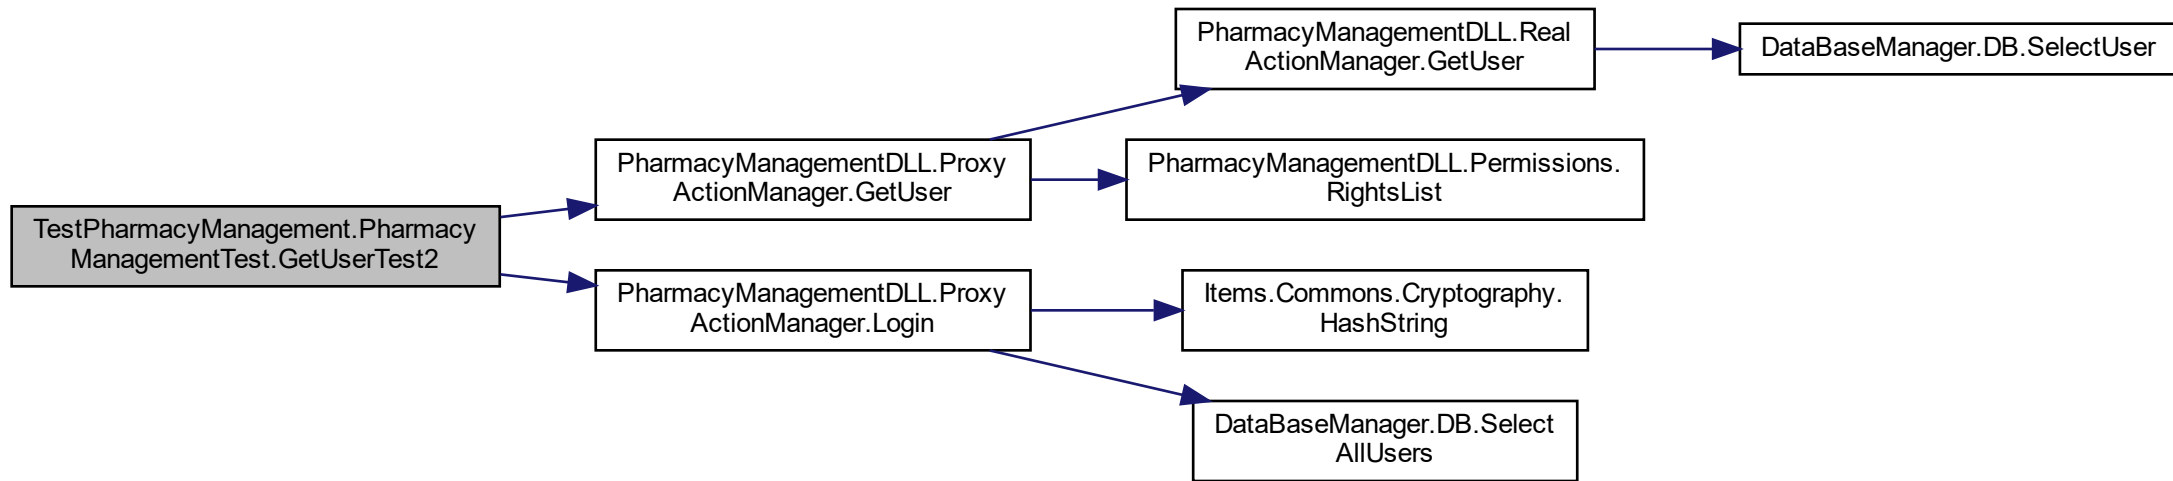 PharmacyManagementDLL.Real
ActionManager.GetUser
DataBaseManager.DB.SelectUser
PharmacyManagementDLL.Proxy
ActionManager.GetUser
PharmacyManagementDLL.Permissions.
RightsList
TestPharmacyManagement.Pharmacy
ManagementTest.GetUserTest2
PharmacyManagementDLL.Proxy
ActionManager.Login
Items.Commons.Cryptography.
HashString
DataBaseManager.DB.Select
AllUsers